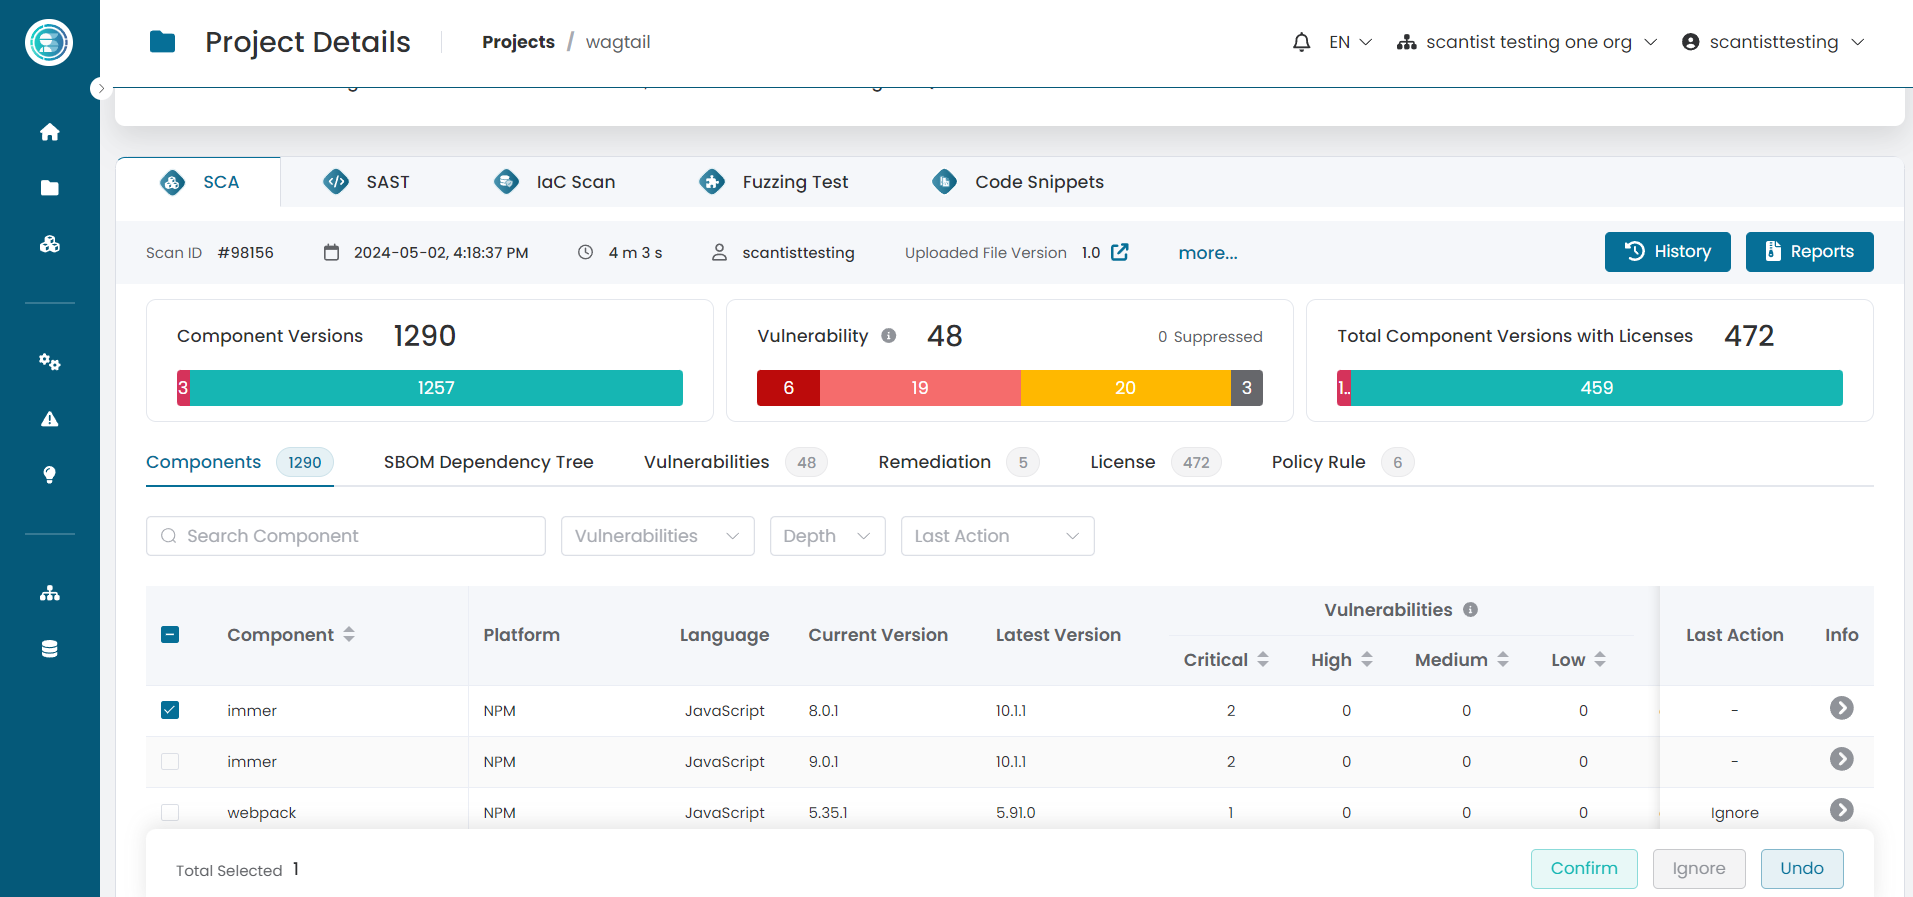 Project Details
Projects / wagtail
EN
scantist testing one org
scantisttesting
SCA
SAST
IaC Scan
Fuzzing Test
Code Snippets
Scan ID #98156
2024-05-02, 4:18:37 PM
4 m 3 s
scantisttesting
Uploaded File Version 1.0
more...
History
Reports
Component Versions 1290
3 1257
Vulnerability 48
0 Suppressed
6 19 20 3
Total Component Versions with Licenses 472
1.. 459
Components 1290
SBOM Dependency Tree
Vulnerabilities 48
Remediation 5
License 472
Policy Rule 6
Search Component
Vulnerabilities
Depth
Last Action
Vulnerabilities
Component Platform Language Current Version Latest Version Last Action Info
Critical High Medium Low
immer NPM JavaScript 8.0.1 10.1.1 2 0 0 0 -
immer NPM JavaScript 9.0.1 10.1.1 2 0 0 0 -
webpack NPM JavaScript 5.35.1 5.91.0 1 0 0 0 Ignore
Total Selected 1
Confirm
Ignore
Undo